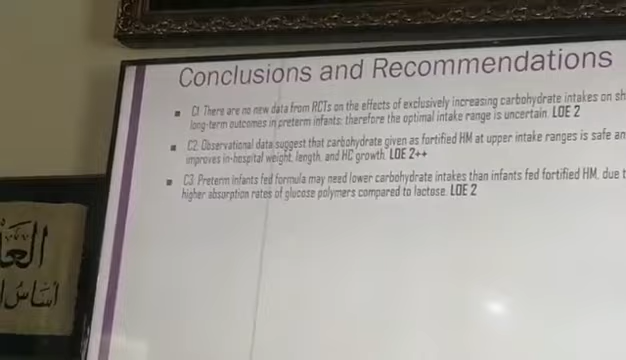 Conclusions and Recommendations
C1. There are no new data from RCTs on the effects of exclusively increasing carbohydrate intakes on sh
long-term outcomes in preterm infants; therefore the optimal intake range is uncertain. LOE 2
C2. Observational data suggest that carbohydrate given as fortified HM at upper intake ranges is safe an
improves in-hospital weight, length, and HC growth. LOE 2++
C3. Preterm infants fed formula may need lower carbohydrate intakes than infants fed fortified HM, due t
higher absorption rates of glucose polymers compared to lactose. LOE 2
العا
أساس ا